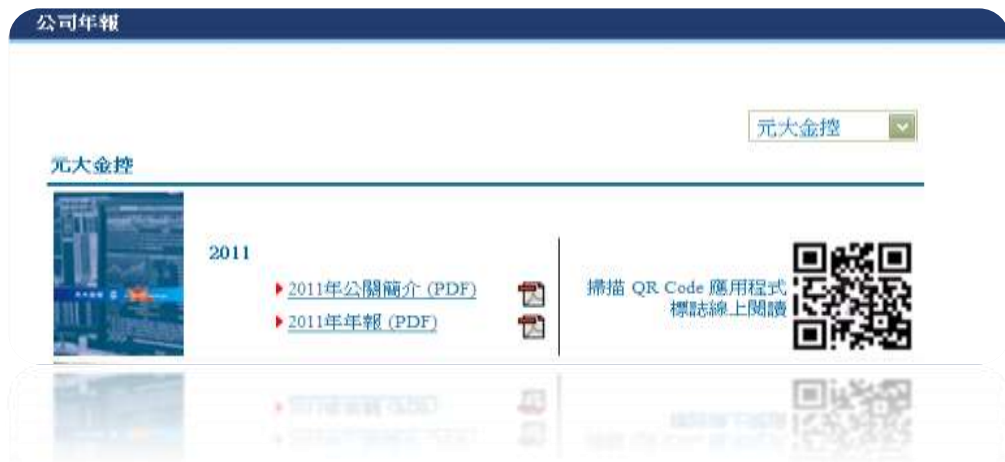 公司年報
元大金控
元大金控
2011
2011年公關簡介 (PDF)
2011年年報 (PDF)
掃描 QR Code 應用程式
標誌線上閱讀